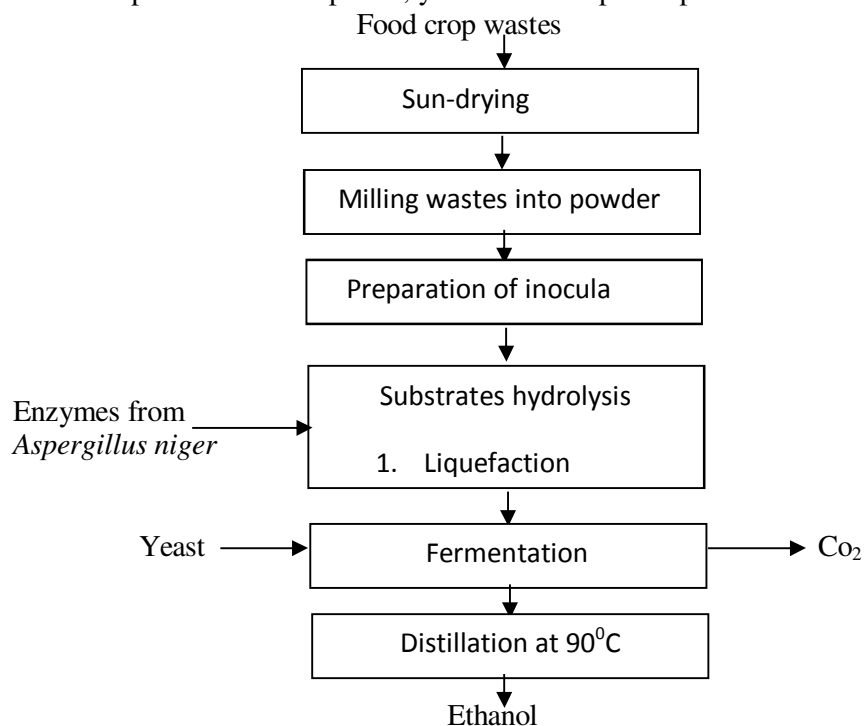 Food crop wastes
Sun-drying
Milling wastes into powder
Preparation of inocula
Substrates hydrolysis
Enzymes from
Aspergillus niger
1. Liquefaction
Yeast
Fermentation
Co₂
Distillation at 90⁰C
Ethanol